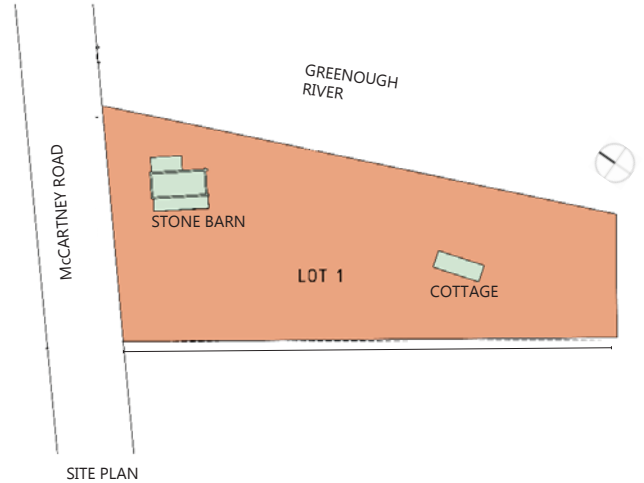 GREENOUGH
RIVER
McCARTNEY ROAD
STONE BARN
LOT 1
COTTAGE
SITE PLAN